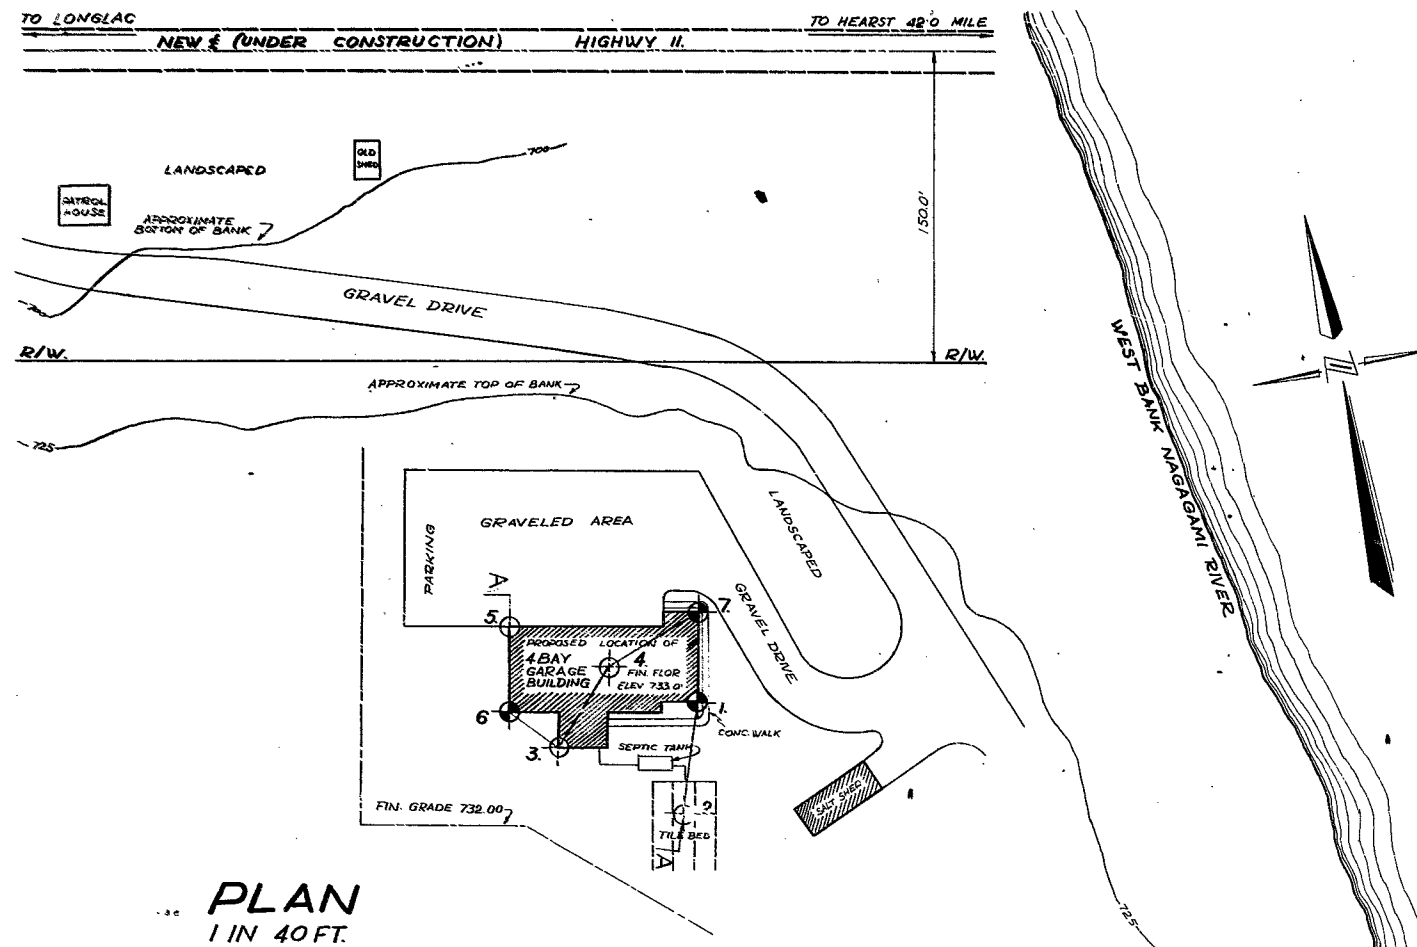 TO LONGLAC
TO HEARST 42.0 MILE
NEW ℄ (UNDER CONSTRUCTION) HIGHWY 11.
OLD
SHED
700
LANDSCAPED
PATROL
HOUSE
APPROXIMATE
BOTTOM OF BANK
150.0'
GRAVEL DRIVE
700
R/W.
R/W.
WEST BANK NAGAGAMI RIVER
N
APPROXIMATE TOP OF BANK
725
GRAVELED AREA
PARKING
LANDSCAPED
GRAVEL DRIVE
A
5.
7.
PROPOSED LOCATION OF
4 BAY
GARAGE
BUILDING
4.
FIN. FLOR
ELEV 733.0'
6
1.
3.
CONC. WALK
SEPTIC TANK
SALT SHED
FIN. GRADE 732.00
2
TILE BED
A
725
PLAN
1 IN 40 FT.